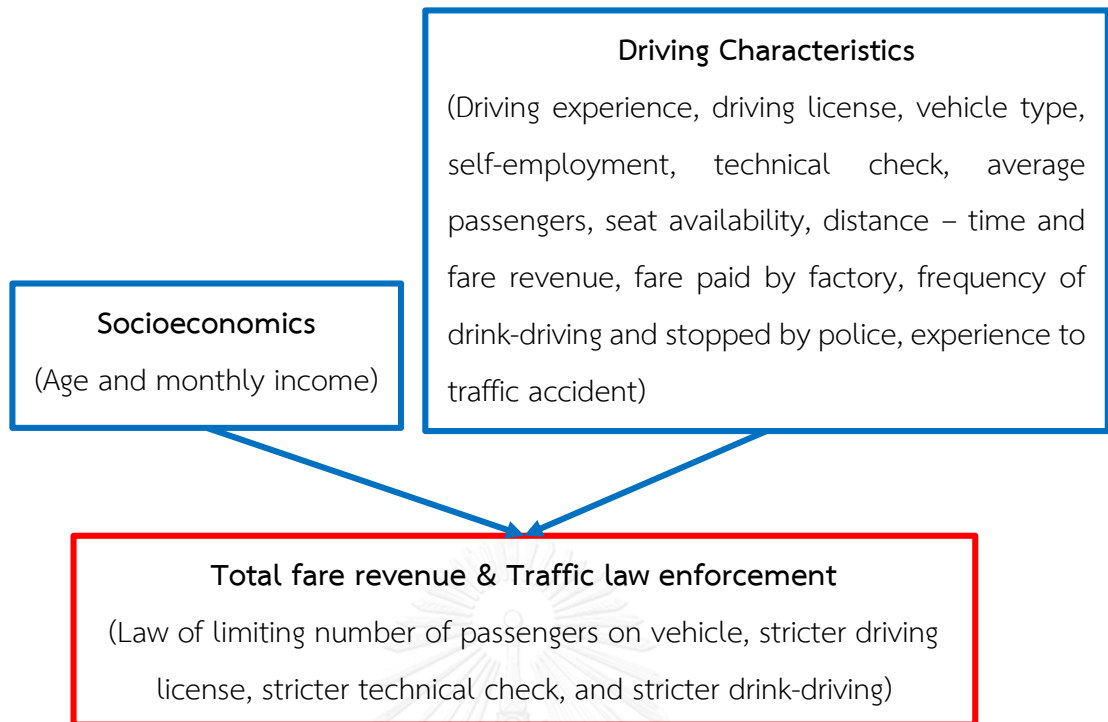 Driving Characteristics
(Driving experience, driving license, vehicle type,
self-employment, technical check, average
passengers, seat availability, distance – time and
fare revenue, fare paid by factory, frequency of
drink-driving and stopped by police, experience to
traffic accident)
Socioeconomics
(Age and monthly income)
Total fare revenue & Traffic law enforcement
(Law of limiting number of passengers on vehicle, stricter driving
license, stricter technical check, and stricter drink-driving)